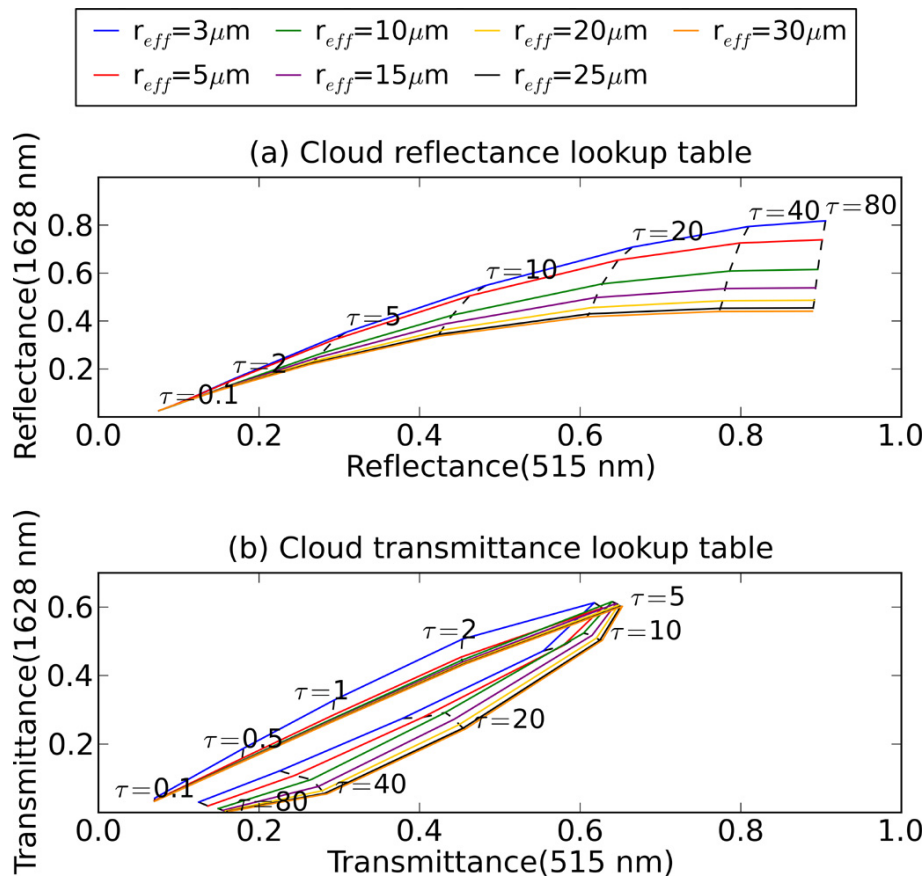 r_eff=3μm r_eff=10μm r_eff=20μm r_eff=30μm
r_eff=5μm r_eff=15μm r_eff=25μm
(a) Cloud reflectance lookup table
Reflectance(1628 nm)
0.8
0.6
0.4
0.2
τ=0.1
τ=2
τ=5
τ=10
τ=20
τ=40
τ=80
0.0 0.2 0.4 0.6 0.8 1.0
Reflectance(515 nm)
(b) Cloud transmittance lookup table
Transmittance(1628 nm)
0.6
0.4
0.2
τ=0.1
τ=0.5
τ=1
τ=2
τ=5
τ=10
τ=20
τ=40
τ=80
0.0 0.2 0.4 0.6 0.8 1.0
Transmittance(515 nm)